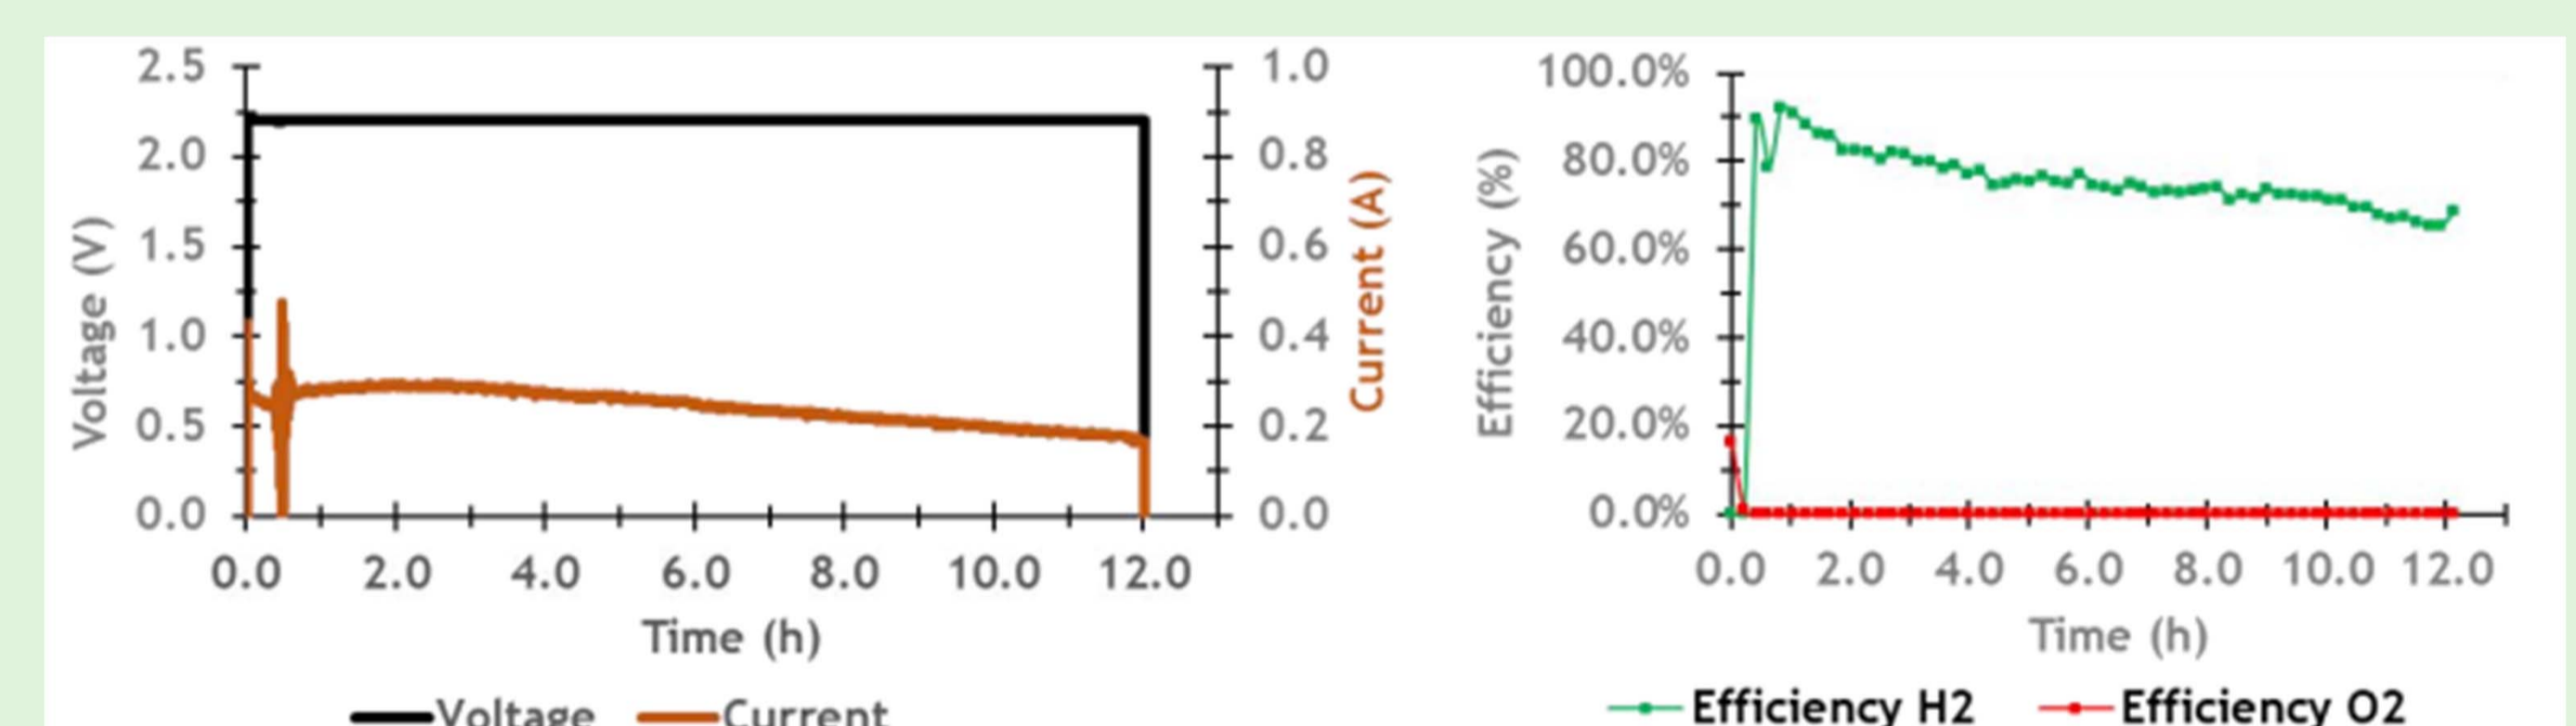 2.5
2.0
1.5
1.0
0.5
0.0
Voltage (V)
1.0
0.8
0.6
0.4
0.2
0.0
Current (A)
0.0 2.0 4.0 6.0 8.0 10.0 12.0
Time (h)
Voltage Current
100.0%
80.0%
60.0%
40.0%
20.0%
0.0%
Efficiency (%)
0.0 2.0 4.0 6.0 8.0 10.0 12.0
Time (h)
Efficiency H2 Efficiency O2